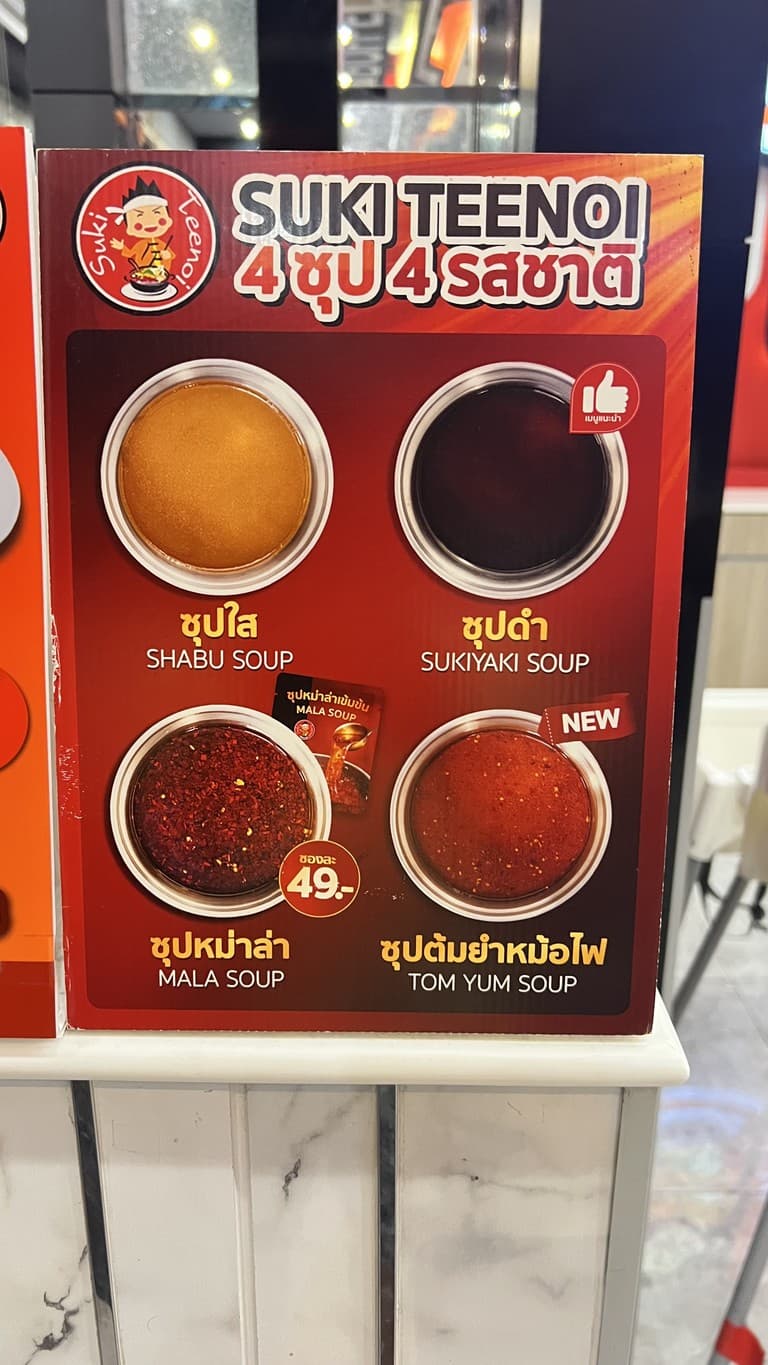 Suki Teenoi
SUKI TEENOI
4 ซุป 4 รสชาติ
เมนูแนะนำ
ซุปใส
SHABU SOUP
ซุปดำ
SUKIYAKI SOUP
ซุปหม่าล่าเข้มข้น
MALA SOUP
NEW
ซองละ
49.-
ซุปหม่าล่า
MALA SOUP
ซุปต้มยำหม้อไฟ
TOM YUM SOUP